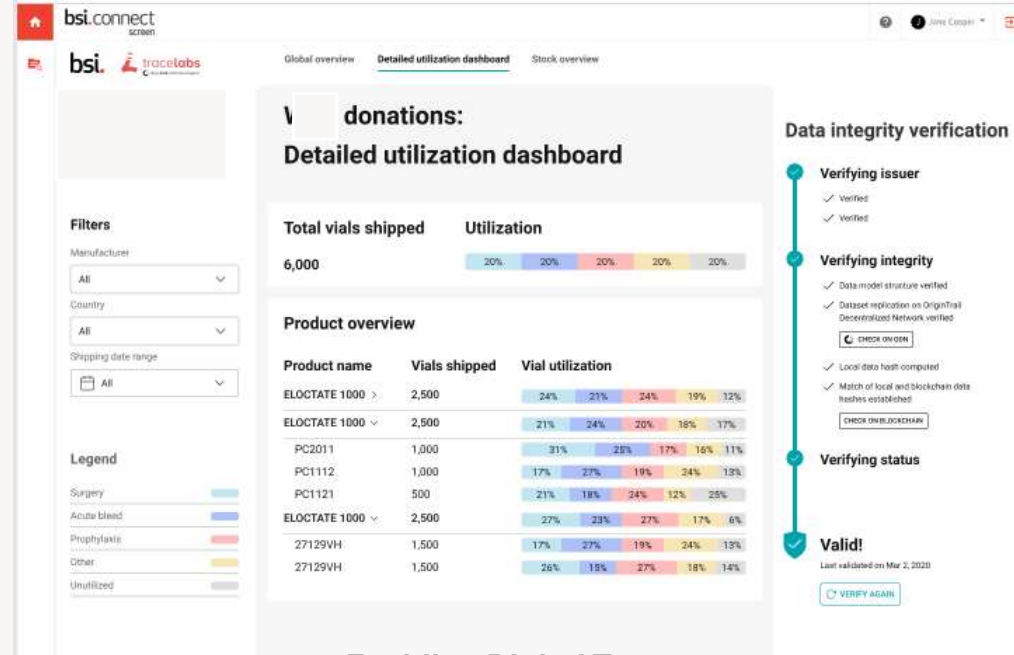 bsi.connect
screen
Jane Cooper
bsi.
tracelabs
Global overview
Detailed utilization dashboard
Stock overview
donations:
Detailed utilization dashboard
Filters
Manufacturer
All
Country
All
Shipping date range
All
Legend
Surgery
Acute bleed
Prophylaxis
Other
Unutilized
Total vials shipped
Utilization
6,000
20% 20% 20% 20% 20%
Product overview
Product name Vials shipped Vial utilization
ELOCTATE 1000 > 2,500 24% 21% 24% 19% 12%
ELOCTATE 1000 2,500 21% 24% 20% 18% 17%
PC2011 1,000 31% 25% 17% 16% 11%
PC1112 1,000 17% 27% 19% 24% 13%
PC1121 500 21% 18% 24% 12% 25%
ELOCTATE 1000 2,500 27% 23% 27% 17% 6%
27129VH 1,500 17% 27% 19% 24% 13%
27129VH 1,500 26% 15% 27% 18% 14%
Data integrity verification
Verifying issuer
Verified
Verified
Verifying integrity
Data model structure verified
Dataset replication on OriginTrail
Decentralized Network verified
CHECK ON ODN
Local data hash computed
Match of local and blockchain data
hashes established
CHECK ON BLOCKCHAIN
Verifying status
Valid!
Last validated on Mar 2, 2020
VERIFY AGAIN